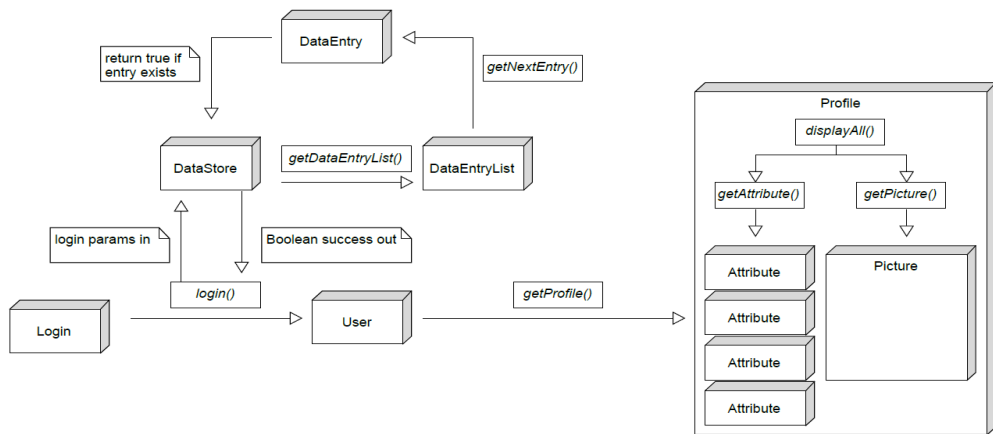 DataEntry
return true if
entry exists
getNextEntry()
Profile
displayAll()
DataStore
getDataEntryList()
DataEntryList
getAttribute()
getPicture()
login params in
Boolean success out
Attribute
Picture
login()
getProfile()
Login
User
Attribute
Attribute
Attribute